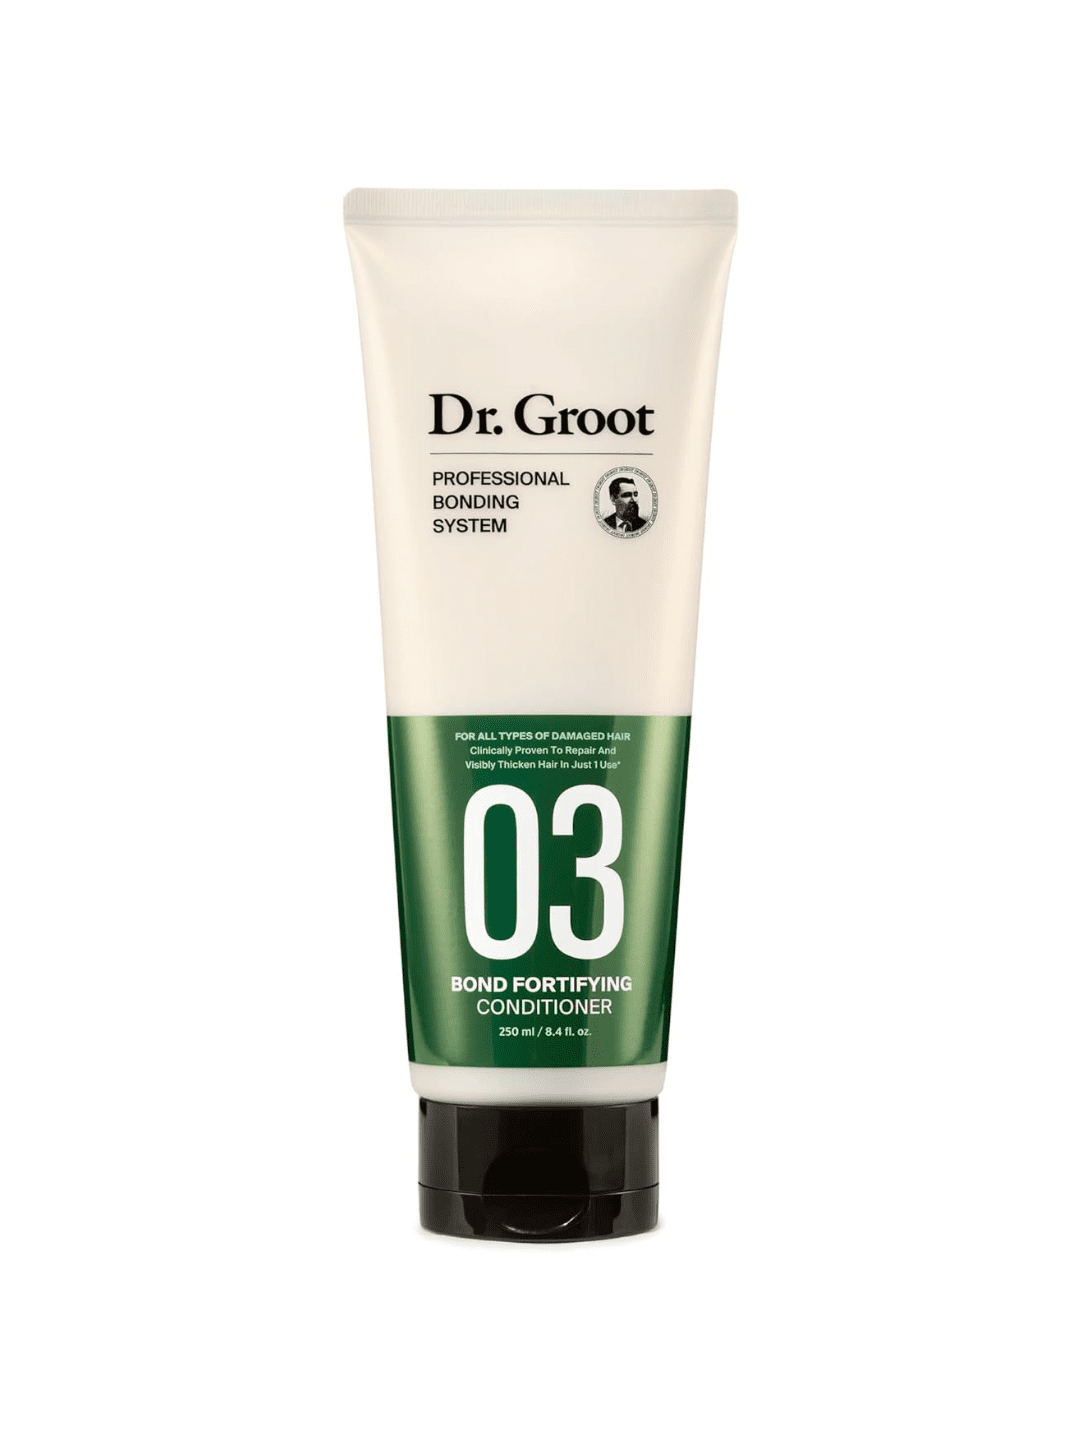 Dr. Groot
PROFESSIONAL
BONDING
SYSTEM
FOR ALL TYPES OF DAMAGED HAIR
Clinically Proven To Repair And
Visibly Thicken Hair In Just 1 Use*
03
BOND FORTIFYING
CONDITIONER
250 ml / 8.4 fl. oz.